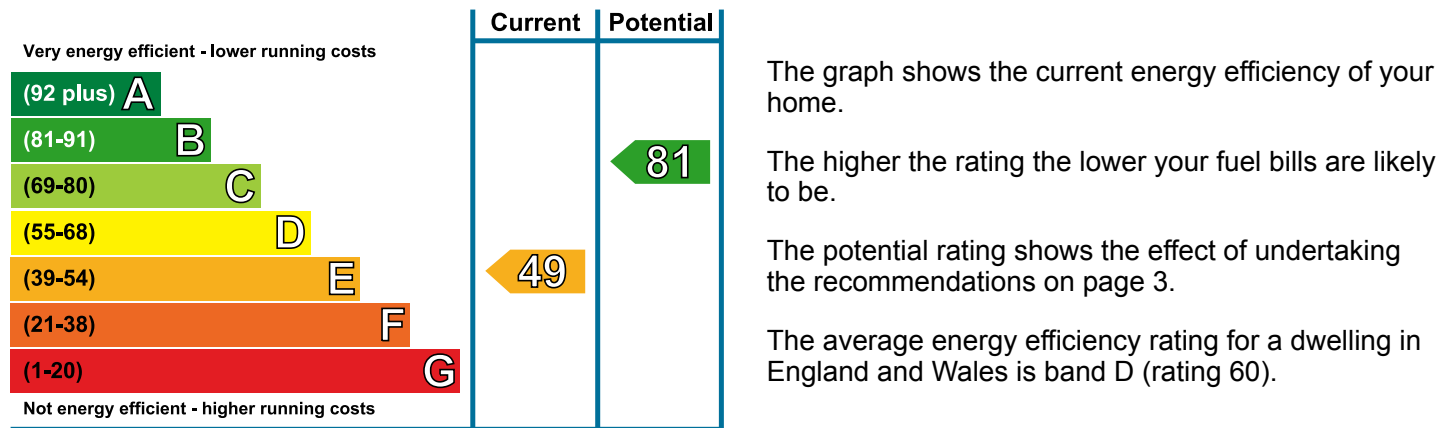 Current Potential
Very energy efficient - lower running costs
(92 plus) A
(81-91) B
81
(69-80) C
(55-68) D
(39-54) E
49
(21-38) F
(1-20) G
Not energy efficient - higher running costs
The graph shows the current energy efficiency of your
home.
The higher the rating the lower your fuel bills are likely
to be.
The potential rating shows the effect of undertaking
the recommendations on page 3.
The average energy efficiency rating for a dwelling in
England and Wales is band D (rating 60).